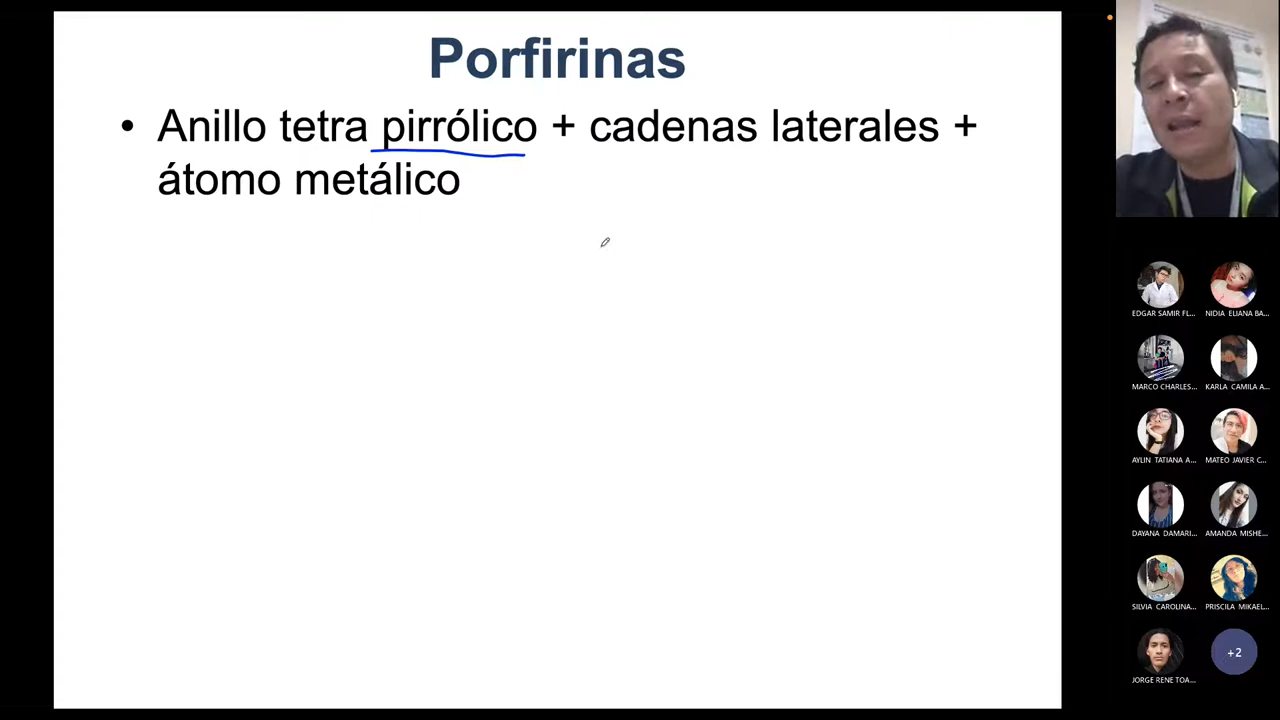 Porfirinas
• Anillo tetra pirrólico + cadenas laterales +
átomo metálico
EDGAR SAMIR FL...
NIDIA ELIANA BA...
MARCO CHARLES...
KARLA CAMILA A...
AYLIN TATIANA A...
MATEO JAVIER C...
DAYANA DAMARI...
AMANDA MISHE...
SILVIA CAROLINA...
PRISCILA MIKAEL...
JORGE RENE TOA...
+2